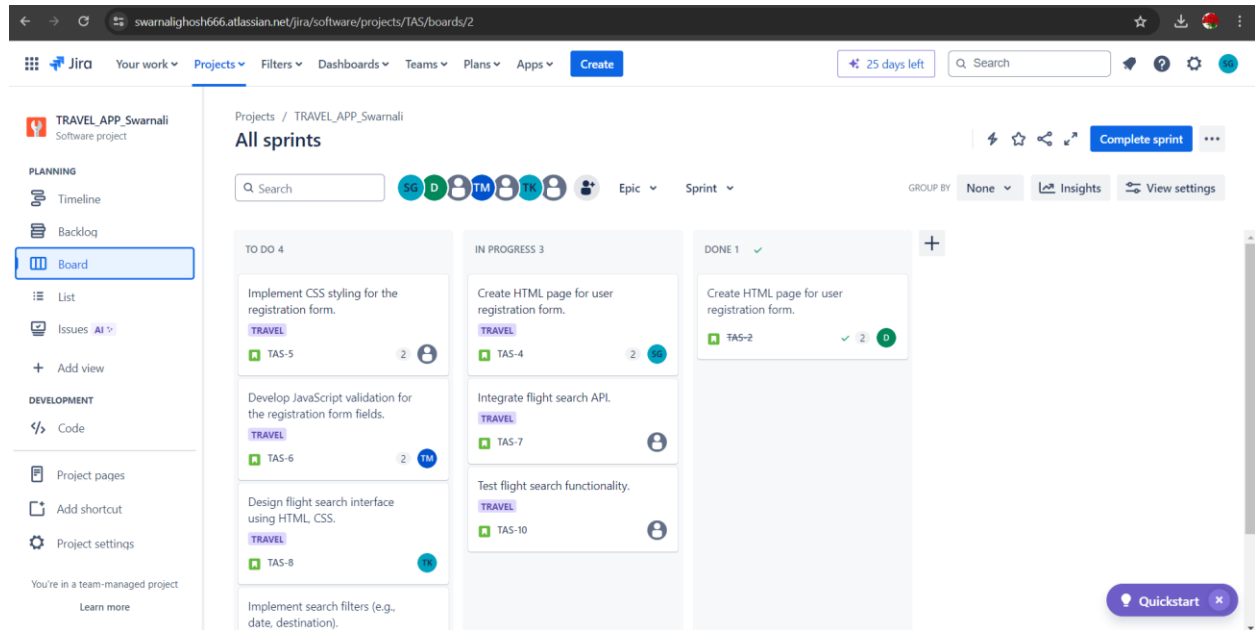 swarnalighosh666.atlassian.net/jira/software/projects/TAS/boards/2
Jira Your work Projects Filters Dashboards Teams Plans Apps Create 25 days left Search SG
TRAVEL_APP_Swarnali
Software project
PLANNING
Timeline
Backlog
Board
List
Issues AI
Add view
DEVELOPMENT
Code
Project pages
Add shortcut
Project settings
You're in a team-managed project
Learn more
Projects / TRAVEL_APP_Swarnali
All sprints
Complete sprint
Search SG D TM TK Epic Sprint GROUP BY None Insights View settings
TO DO 4
Implement CSS styling for the
registration form.
TRAVEL
TAS-5 2
Develop JavaScript validation for
the registration form fields.
TRAVEL
TAS-6 2 TM
Design flight search interface
using HTML, CSS.
TRAVEL
TAS-8 TK
Implement search filters (e.g.,
date, destination).
IN PROGRESS 3
Create HTML page for user
registration form.
TRAVEL
TAS-4 2 SG
Integrate flight search API.
TRAVEL
TAS-7
Test flight search functionality.
TRAVEL
TAS-10
DONE 1
Create HTML page for user
registration form.
TAS-2 2 D
Quickstart